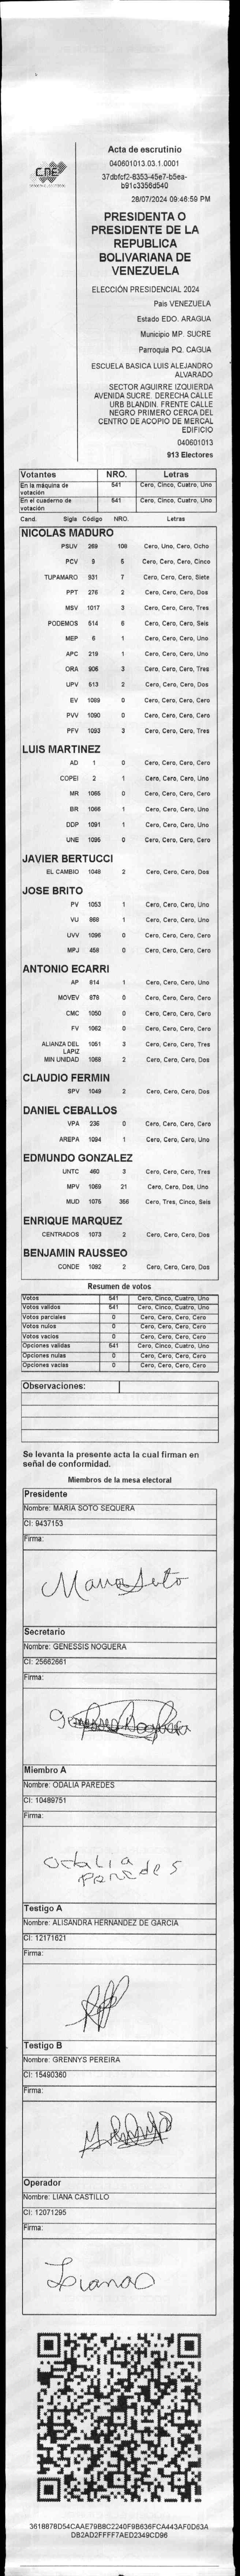 CNE
Acta de escrutinio
040601013.03.1.0001
37dbfcf2-8353-45e7-b5ea-
b91c3356d540
28/07/2024 09:46:59 PM
PRESIDENTA O
PRESIDENTE DE LA
REPUBLICA
BOLIVARIANA DE
VENEZUELA
ELECCIÓN PRESIDENCIAL 2024
Pais VENEZUELA
Estado EDO. ARAGUA
Municipio MP. SUCRE
Parroquia PQ. CAGUA
ESCUELA BASICA LUIS ALEJANDRO
ALVARADO
SECTOR AGUIRRE IZQUIERDA
AVENIDA SUCRE. DERECHA CALLE
URB BLANDIN. FRENTE CALLE
NEGRO PRIMERO CERCA DEL
CENTRO DE ACOPIO DE MERCAL
EDIFICIO
040601013
913 Electores
Votantes NRO. Letras
En la máquina de votación 541 Cero, Cinco, Cuatro, Uno
En el cuaderno de votación 541 Cero, Cinco, Cuatro, Uno
Cand. Sigla Código NRO. Letras
NICOLAS MADURO
PSUV 269 108 Cero, Uno, Cero, Ocho
PCV 9 5 Cero, Cero, Cero, Cinco
TUPAMARO 931 7 Cero, Cero, Cero, Siete
PPT 276 2 Cero, Cero, Cero, Dos
MSV 1017 3 Cero, Cero, Cero, Tres
PODEMOS 514 6 Cero, Cero, Cero, Seis
MEP 6 1 Cero, Cero, Cero, Uno
APC 219 1 Cero, Cero, Cero, Uno
ORA 906 3 Cero, Cero, Cero, Tres
UPV 513 2 Cero, Cero, Cero, Dos
EV 1089 0 Cero, Cero, Cero, Cero
PVV 1090 0 Cero, Cero, Cero, Cero
PFV 1093 3 Cero, Cero, Cero, Tres
LUIS MARTINEZ
AD 1 0 Cero, Cero, Cero, Cero
COPEI 2 1 Cero, Cero, Cero, Uno
MR 1065 0 Cero, Cero, Cero, Cero
BR 1066 1 Cero, Cero, Cero, Uno
DDP 1091 1 Cero, Cero, Cero, Uno
UNE 1095 0 Cero, Cero, Cero, Cero
JAVIER BERTUCCI
EL CAMBIO 1048 2 Cero, Cero, Cero, Dos
JOSE BRITO
PV 1053 1 Cero, Cero, Cero, Uno
VU 868 1 Cero, Cero, Cero, Uno
UVV 1096 0 Cero, Cero, Cero, Cero
MPJ 458 0 Cero, Cero, Cero, Cero
ANTONIO ECARRI
AP 814 1 Cero, Cero, Cero, Uno
MOVEV 878 0 Cero, Cero, Cero, Cero
CMC 1050 0 Cero, Cero, Cero, Cero
FV 1062 0 Cero, Cero, Cero, Cero
ALIANZA DEL LAPIZ 1051 3 Cero, Cero, Cero, Tres
MIN UNIDAD 1088 2 Cero, Cero, Cero, Dos
CLAUDIO FERMIN
SPV 1049 2 Cero, Cero, Cero, Dos
DANIEL CEBALLOS
VPA 236 0 Cero, Cero, Cero, Cero
AREPA 1094 1 Cero, Cero, Cero, Uno
EDMUNDO GONZALEZ
UNTC 460 3 Cero, Cero, Cero, Tres
MPV 1069 21 Cero, Cero, Dos, Uno
MUD 1075 356 Cero, Tres, Cinco, Seis
ENRIQUE MARQUEZ
CENTRADOS 1073 2 Cero, Cero, Cero, Dos
BENJAMIN RAUSSEO
CONDE 1092 2 Cero, Cero, Cero, Dos
Resumen de votos
Votos 541 Cero, Cinco, Cuatro, Uno
Votos validos 541 Cero, Cinco, Cuatro, Uno
Votos parciales 0 Cero, Cero, Cero, Cero
Votos nulos 0 Cero, Cero, Cero, Cero
Votos vacios 0 Cero, Cero, Cero, Cero
Opciones validas 541 Cero, Cinco, Cuatro, Uno
Opciones nulas 0 Cero, Cero, Cero, Cero
Opciones vacias 0 Cero, Cero, Cero, Cero
Observaciones:
Se levanta la presente acta la cual firman en
señal de conformidad.
Miembros de la mesa electoral
Presidente
Nombre: MARIA SOTO SEQUERA
CI: 9437153
Firma:
Maria Soto
Secretario
Nombre: GENESSIS NOGUERA
CI: 25662661
Firma:
Miembro A
Nombre: ODALIA PAREDES
CI: 10489751
Firma:
Odalia
Paredes
Testigo A
Nombre: ALISANDRA HERNANDEZ DE GARCIA
CI: 12171621
Firma:
Testigo B
Nombre: GRENNYS PEREIRA
CI: 15490360
Firma:
Operador
Nombre: LIANA CASTILLO
CI: 12071295
Firma:
Liana
3618878D54CAAE79B8C2240F9B636FCA443AF0D63A
DB2AD2FFFF7AED2349CD96